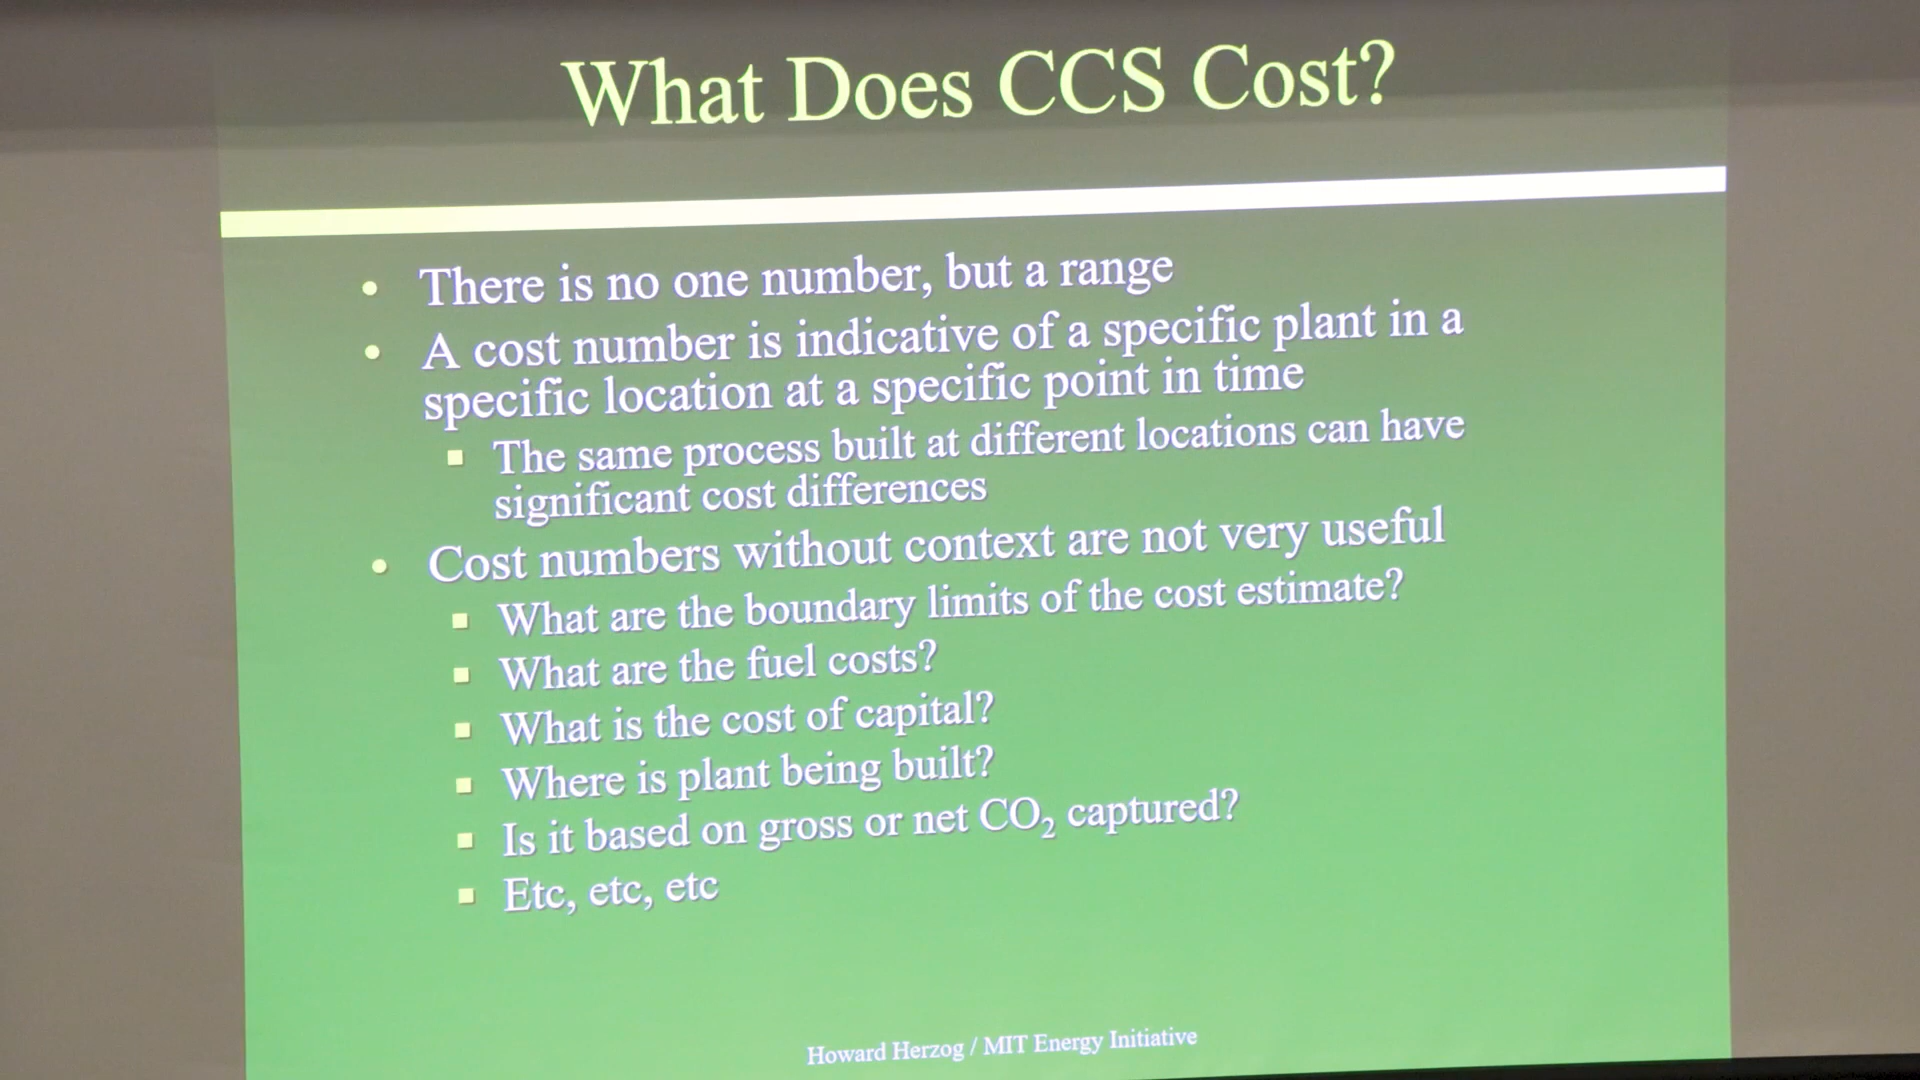 What Does CCS Cost?
• There is no one number, but a range
• A cost number is indicative of a specific plant in a
specific location at a specific point in time
▪ The same process built at different locations can have
significant cost differences
• Cost numbers without context are not very useful
▪ What are the boundary limits of the cost estimate?
▪ What are the fuel costs?
▪ What is the cost of capital?
▪ Where is plant being built?
▪ Is it based on gross or net CO₂ captured?
▪ Etc, etc, etc
Howard Herzog / MIT Energy Initiative